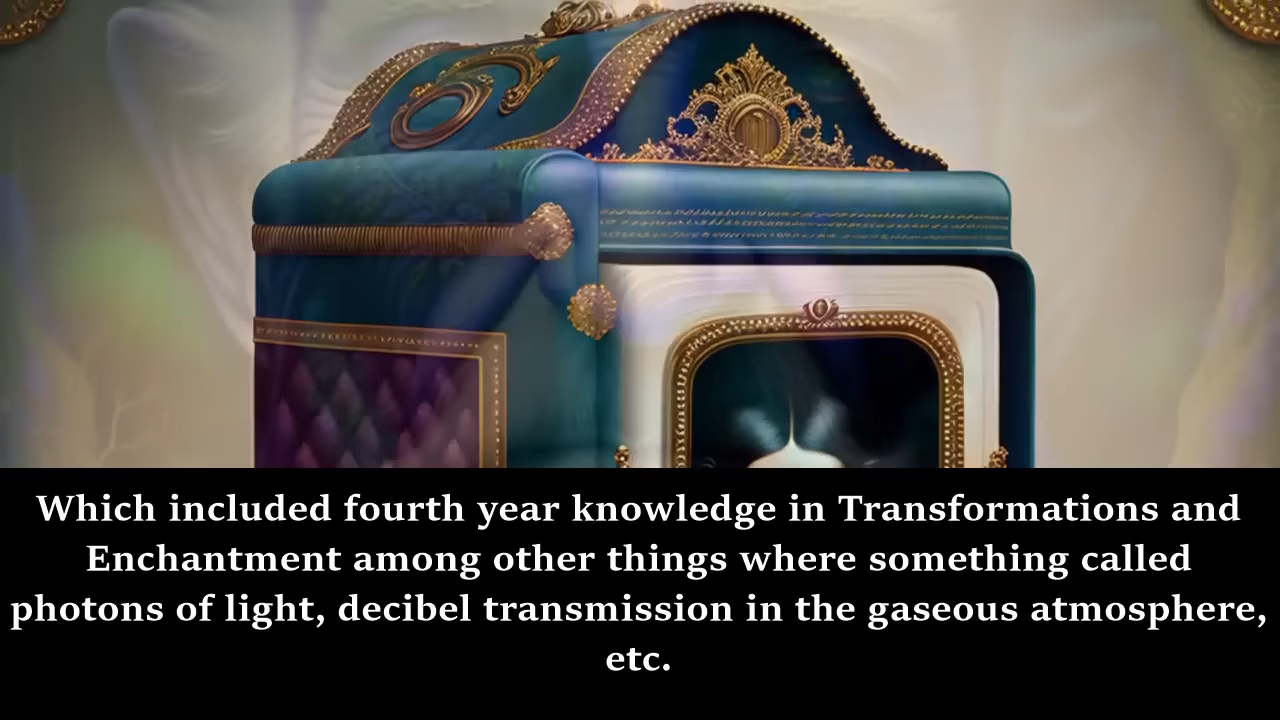 Which included fourth year knowledge in Transformations and
Enchantment among other things where something called
photons of light, decibel transmission in the gaseous atmosphere,
etc.